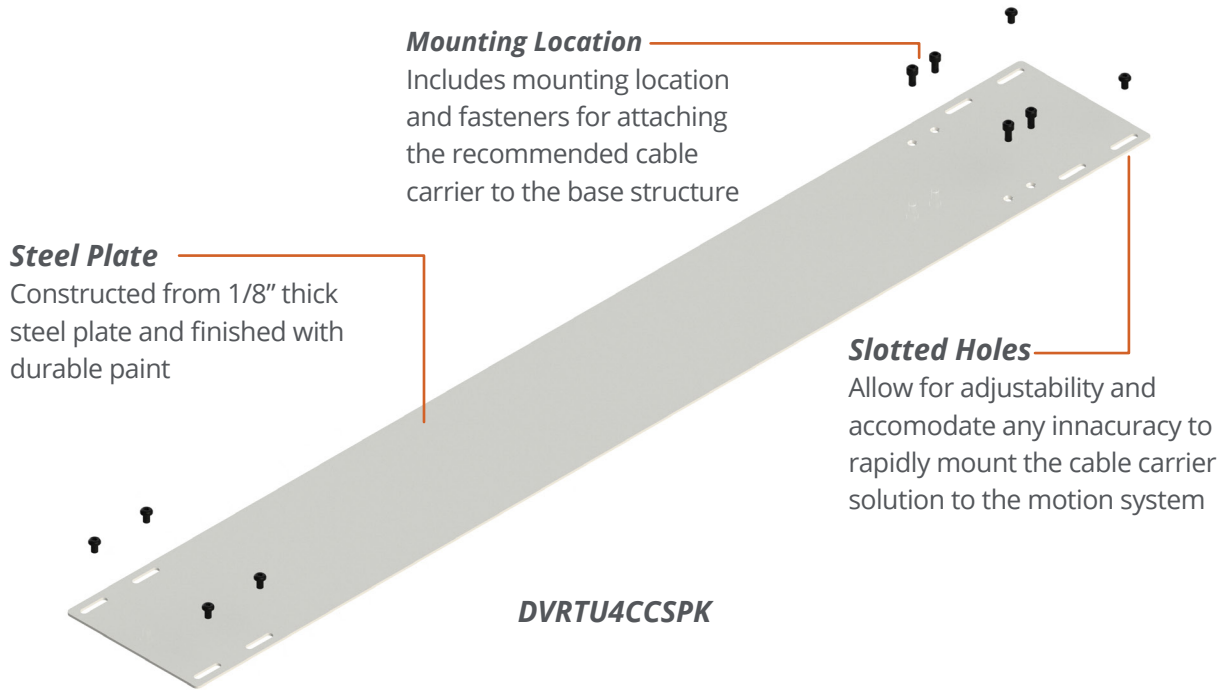 Mounting Location
Includes mounting location
and fasteners for attaching
the recommended cable
carrier to the base structure
Steel Plate
Constructed from 1/8” thick
steel plate and finished with
durable paint
Slotted Holes
Allow for adjustability and
accomodate any innacuracy to
rapidly mount the cable carrier
solution to the motion system
DVRTU4CCSPK